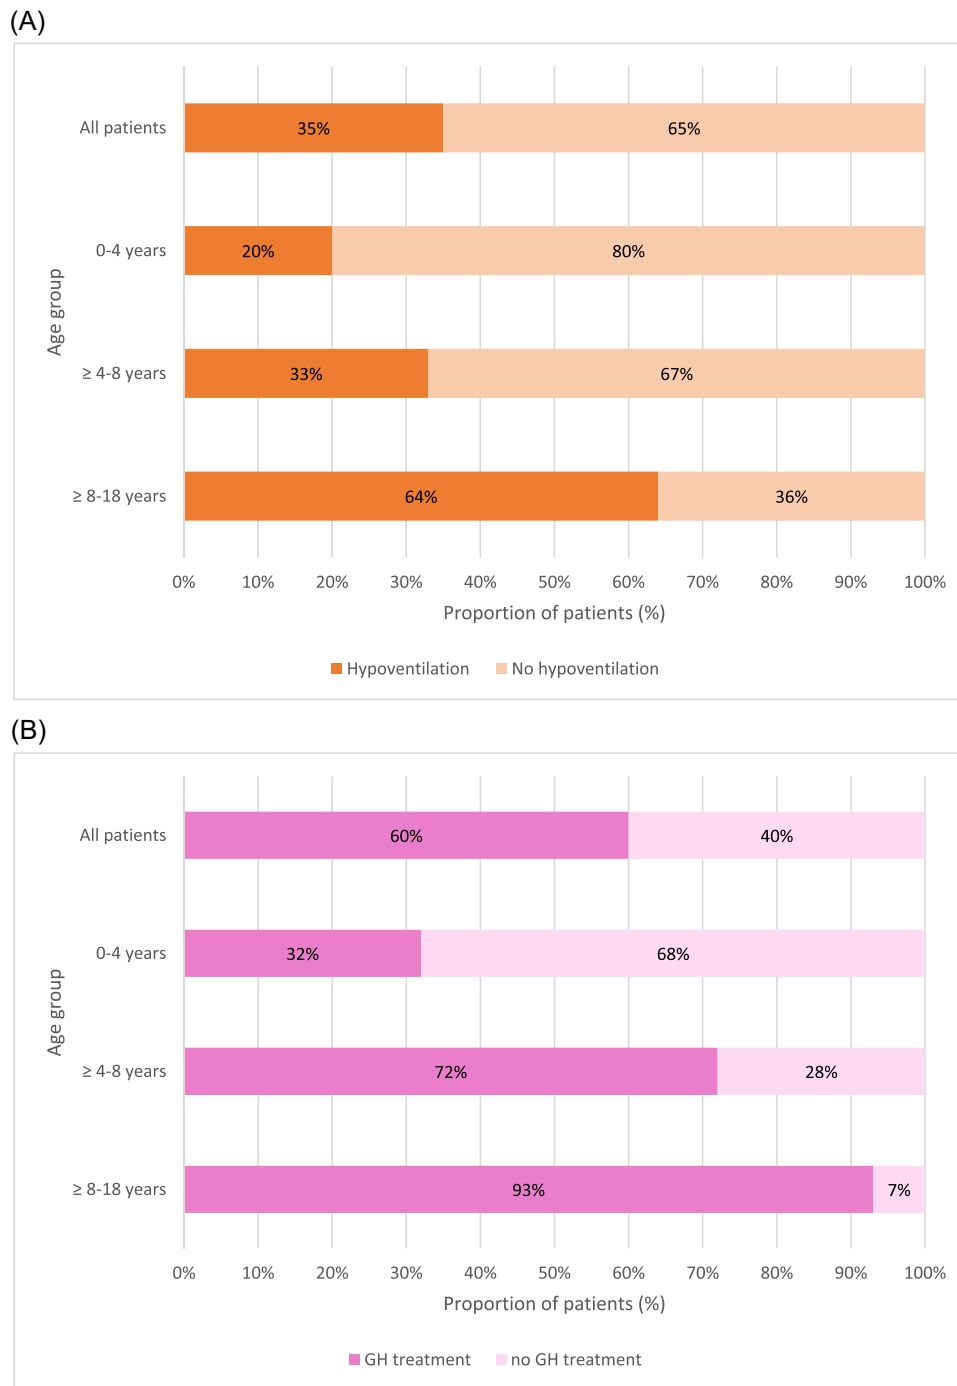 (A)
All patients
35%
65%
0-4 years
20%
80%
Age group
≥ 4-8 years
33%
67%
≥ 8-18 years
64%
36%
0% 10% 20% 30% 40% 50% 60% 70% 80% 90% 100%
Proportion of patients (%)
Hypoventilation No hypoventilation
(B)
All patients
60%
40%
0-4 years
32%
68%
Age group
≥ 4-8 years
72%
28%
≥ 8-18 years
93%
7%
0% 10% 20% 30% 40% 50% 60% 70% 80% 90% 100%
Proportion of patients (%)
GH treatment no GH treatment